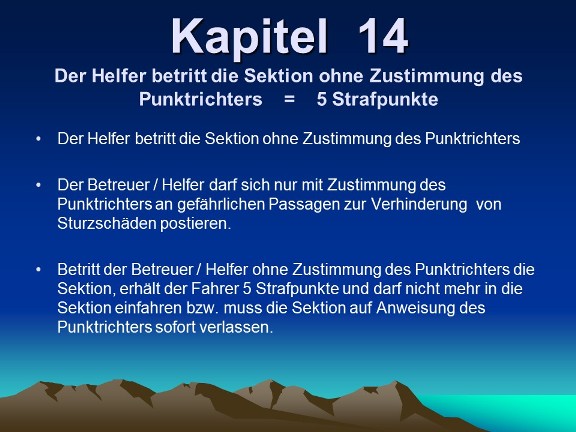 Kapitel 14
Der Helfer betritt die Sektion ohne Zustimmung des
Punktrichters = 5 Strafpunkte
• Der Helfer betritt die Sektion ohne Zustimmung des Punktrichters
• Der Betreuer / Helfer darf sich nur mit Zustimmung des
Punktrichters an gefährlichen Passagen zur Verhinderung von
Sturzschäden postieren.
• Betritt der Betreuer / Helfer ohne Zustimmung des Punktrichters die
Sektion, erhält der Fahrer 5 Strafpunkte und darf nicht mehr in die
Sektion einfahren bzw. muss die Sektion auf Anweisung des
Punktrichters sofort verlassen.